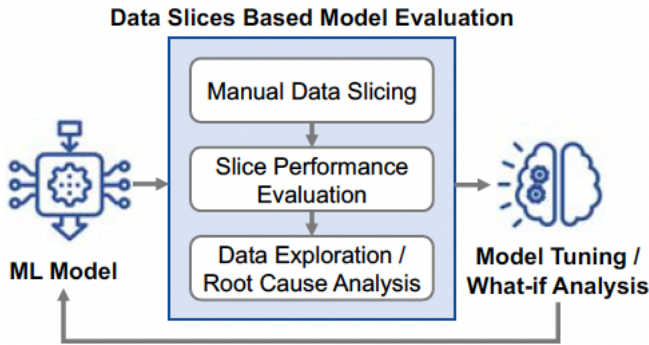 Data Slices Based Model Evaluation
Manual Data Slicing
Slice Performance
Evaluation
Data Exploration /
Root Cause Analysis
ML Model
Model Tuning /
What-if Analysis